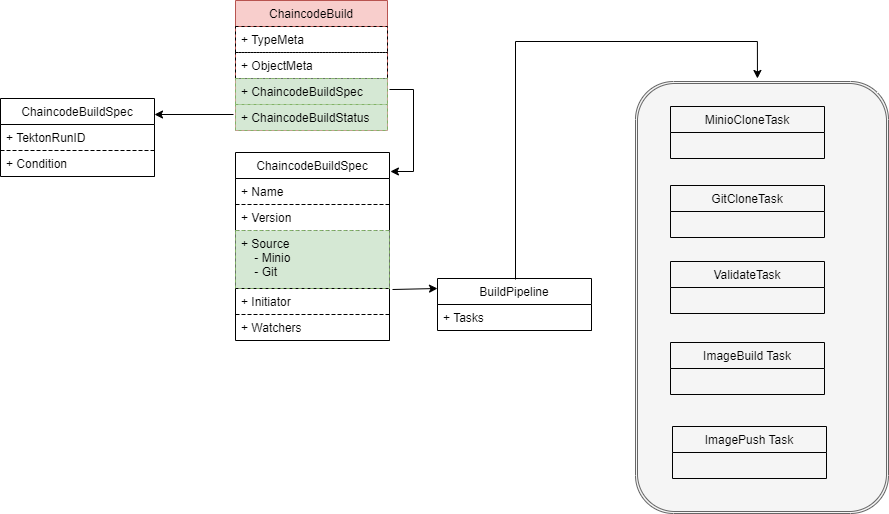 ChaincodeBuild
+ TypeMeta
+ ObjectMeta
+ ChaincodeBuildSpec
+ ChaincodeBuildStatus
ChaincodeBuildSpec
+ TektonRunID
+ Condition
ChaincodeBuildSpec
+ Name
+ Version
+ Source
- Minio
- Git
+ Initiator
+ Watchers
BuildPipeline
+ Tasks
MinioCloneTask
GitCloneTask
ValidateTask
ImageBuild Task
ImagePush Task